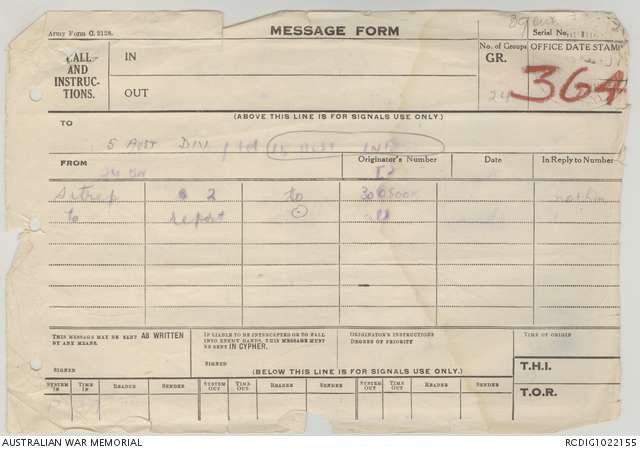 Army Form C. 2128.
MESSAGE FORM
Serial No.
CALL
AND
INSTRUC-
TIONS.
IN
OUT
No. of Groups
GR.
24
OFFICE DATE STAMP
364
(ABOVE THIS LINE IS FOR SIGNALS USE ONLY.)
TO
5 AUST DIV
FROM
Originator's Number
Date
In Reply to Number
Sitrep 2 to 300500K nothing
to report
THIS MESSAGE MAY BE SENT AS WRITTEN
BY ANY MEANS.
SIGNED
IF LIABLE TO BE INTERCEPTED OR TO FALL
INTO ENEMY HANDS, THIS MESSAGE MUST
BE SENT IN CYPHER.
SIGNED
ORIGINATOR'S INSTRUCTIONS
DEGREE OF PRIORITY
TIME OF ORIGIN
(BELOW THIS LINE IS FOR SIGNALS USE ONLY.)
T.H.I.
T.O.R.
SYSTEM IN
TIME IN
READER
SENDER
SYSTEM OUT
TIME OUT
READER
SENDER
SYSTEM OUT
TIME OUT
READER
SENDER
AUSTRALIAN WAR MEMORIAL
RCDIG1022155